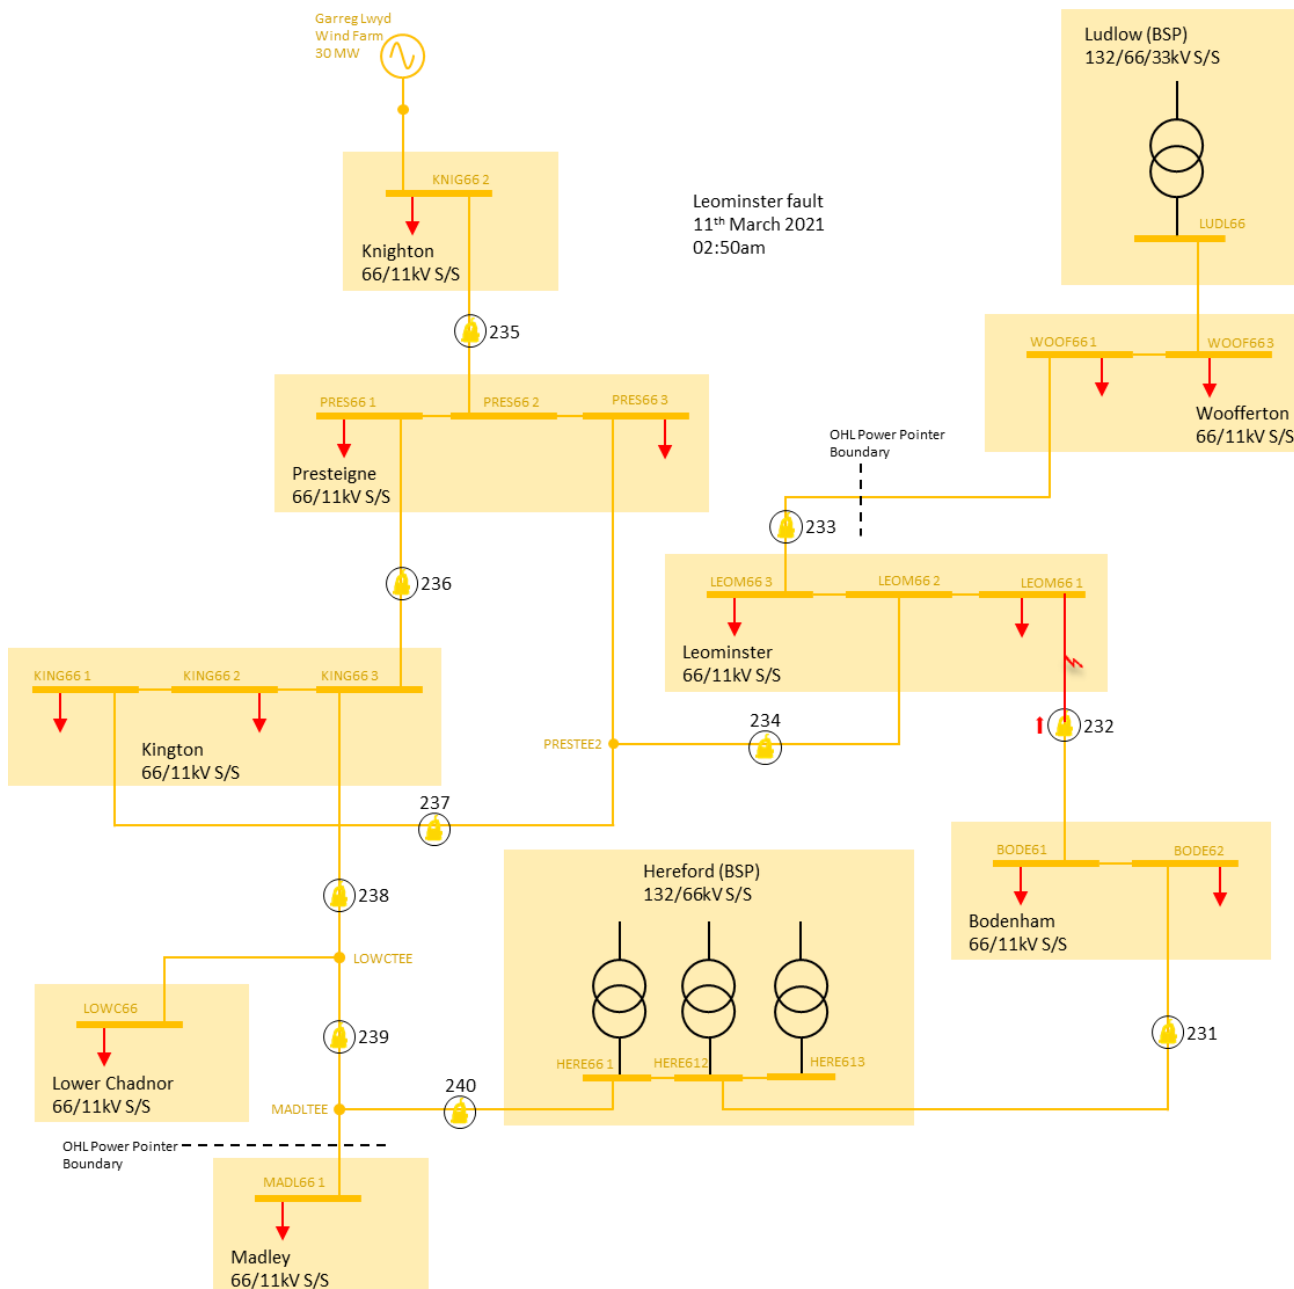 Garreg Lwyd
Wind Farm
30 MW
Ludlow (BSP)
132/66/33kV S/S
KNIG66 2
Leominster fault
11th March 2021
02:50am
LUDL66
Knighton
66/11kV S/S
235
WOOF66 1
WOOF66 3
PRES66 1
PRES66 2
PRES66 3
Woofferton
66/11kV S/S
OHL Power Pointer
Boundary
Presteigne
66/11kV S/S
233
236
LEOM66 3
LEOM66 2
LEOM66 1
Leominster
66/11kV S/S
KING66 1
KING66 2
KING66 3
234
232
Kington
66/11kV S/S
PRESTEE2
237
BODE61
BODE62
Hereford (BSP)
132/66kV S/S
238
Bodenham
66/11kV S/S
LOWCTEE
LOWC66
239
231
HERE66 1
HERE612
HERE613
Lower Chadnor
66/11kV S/S
240
MADLTEE
OHL Power Pointer
Boundary
MADL66 1
Madley
66/11kV S/S